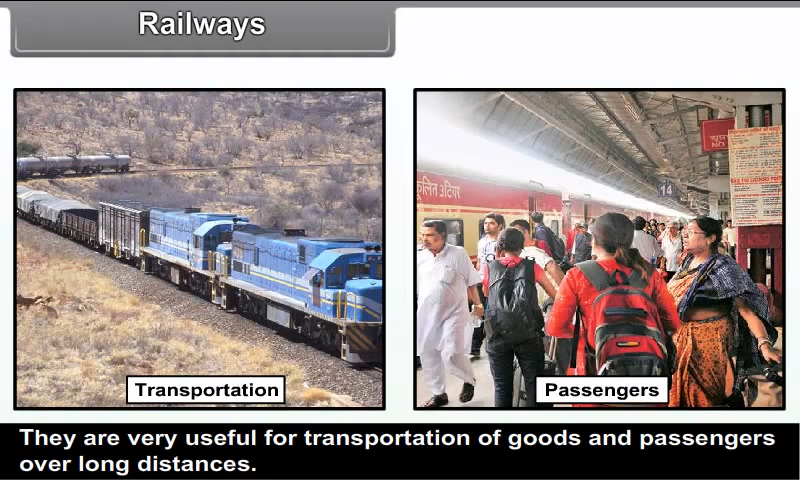 Railways
Transportation
Passengers
14
They are very useful for transportation of goods and passengers
over long distances.